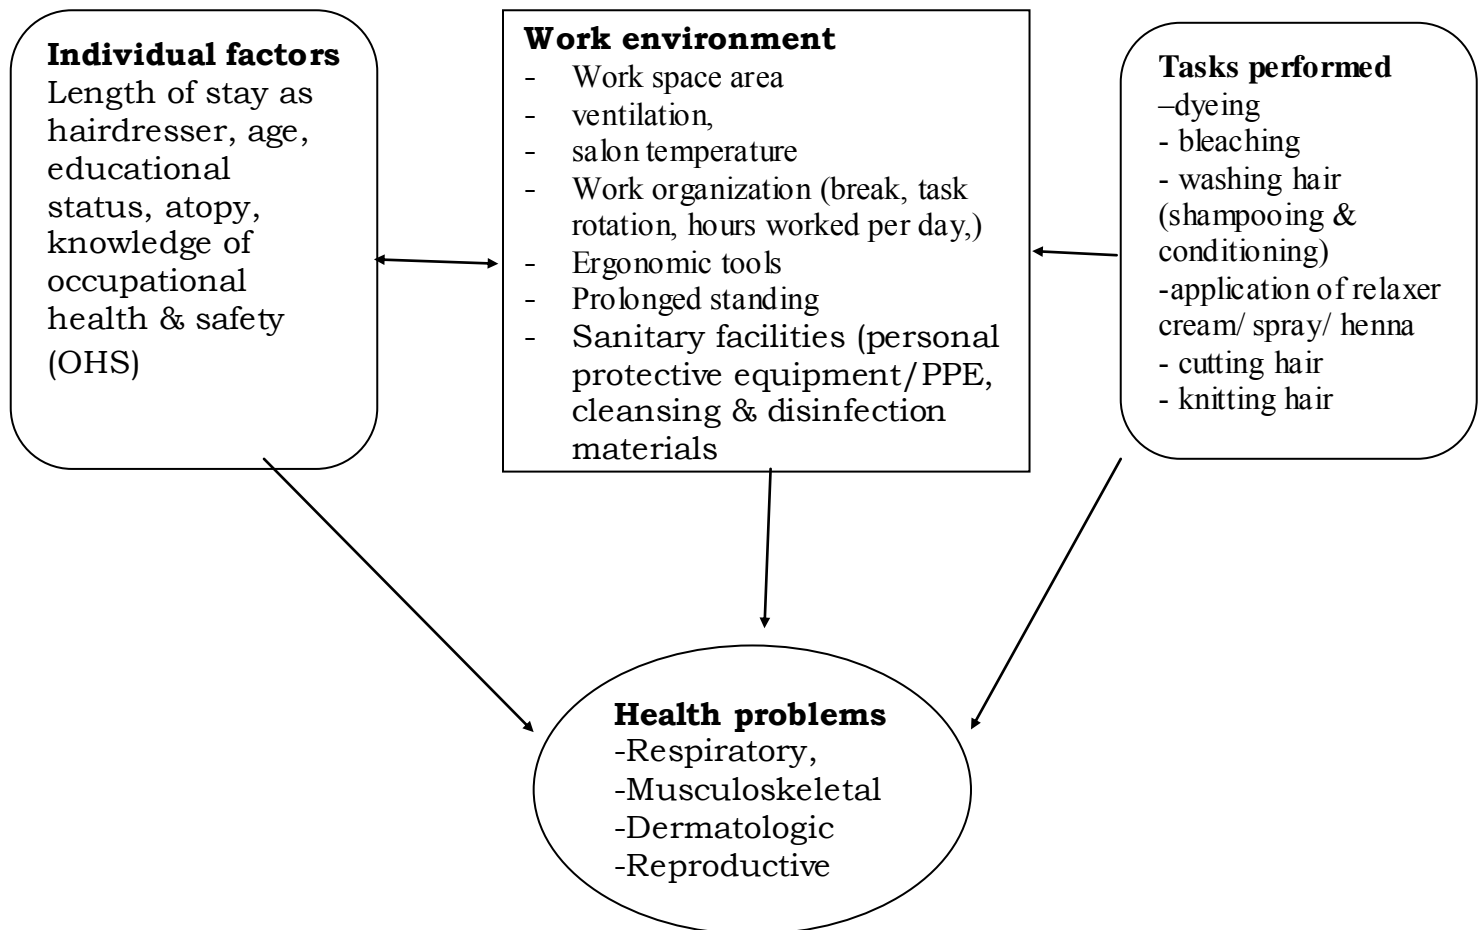 Individual factors
Length of stay as
hairdresser, age,
educational
status, atopy,
knowledge of
occupational
health & safety
(OHS)
Work environment
- Work space area
- ventilation,
- salon temperature
- Work organization (break, task
rotation, hours worked per day,)
- Ergonomic tools
- Prolonged standing
- Sanitary facilities (personal
protective equipment/PPE,
cleansing & disinfection
materials
Tasks performed
–dyeing
- bleaching
- washing hair
(shampooing &
conditioning)
-application of relaxer
cream/ spray/ henna
- cutting hair
- knitting hair
Health problems
-Respiratory,
-Musculoskeletal
-Dermatologic
-Reproductive